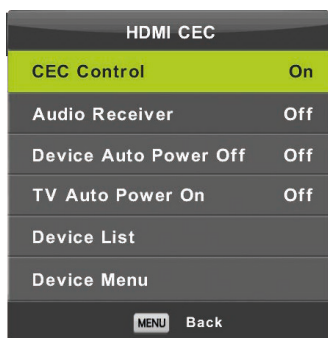 HDMI CEC
CEC Control On
Audio Receiver Off
Device Auto Power Off Off
TV Auto Power On Off
Device List
Device Menu
MENU Back